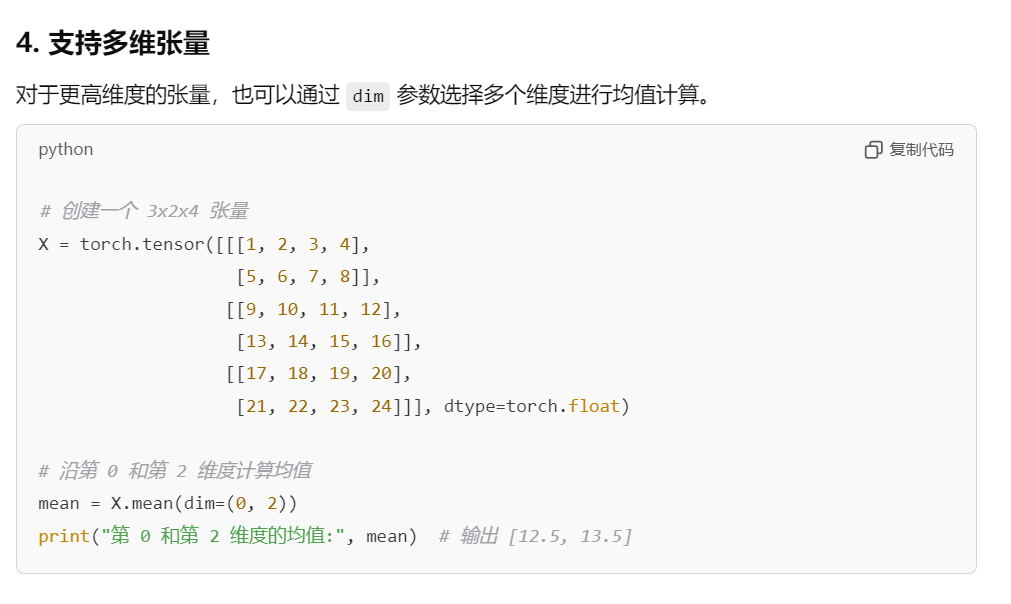 4. 支持多维张量
对于更高维度的张量，也可以通过 dim 参数选择多个维度进行均值计算。
python
复制代码
# 创建一个 3x2x4 张量
X = torch.tensor([[[1, 2, 3, 4],
                   [5, 6, 7, 8]],
                  [[9, 10, 11, 12],
                   [13, 14, 15, 16]],
                  [[17, 18, 19, 20],
                   [21, 22, 23, 24]]], dtype=torch.float)
# 沿第 0 和第 2 维度计算均值
mean = X.mean(dim=(0, 2))
print("第 0 和第 2 维度的均值:", mean)  # 输出 [12.5, 13.5]